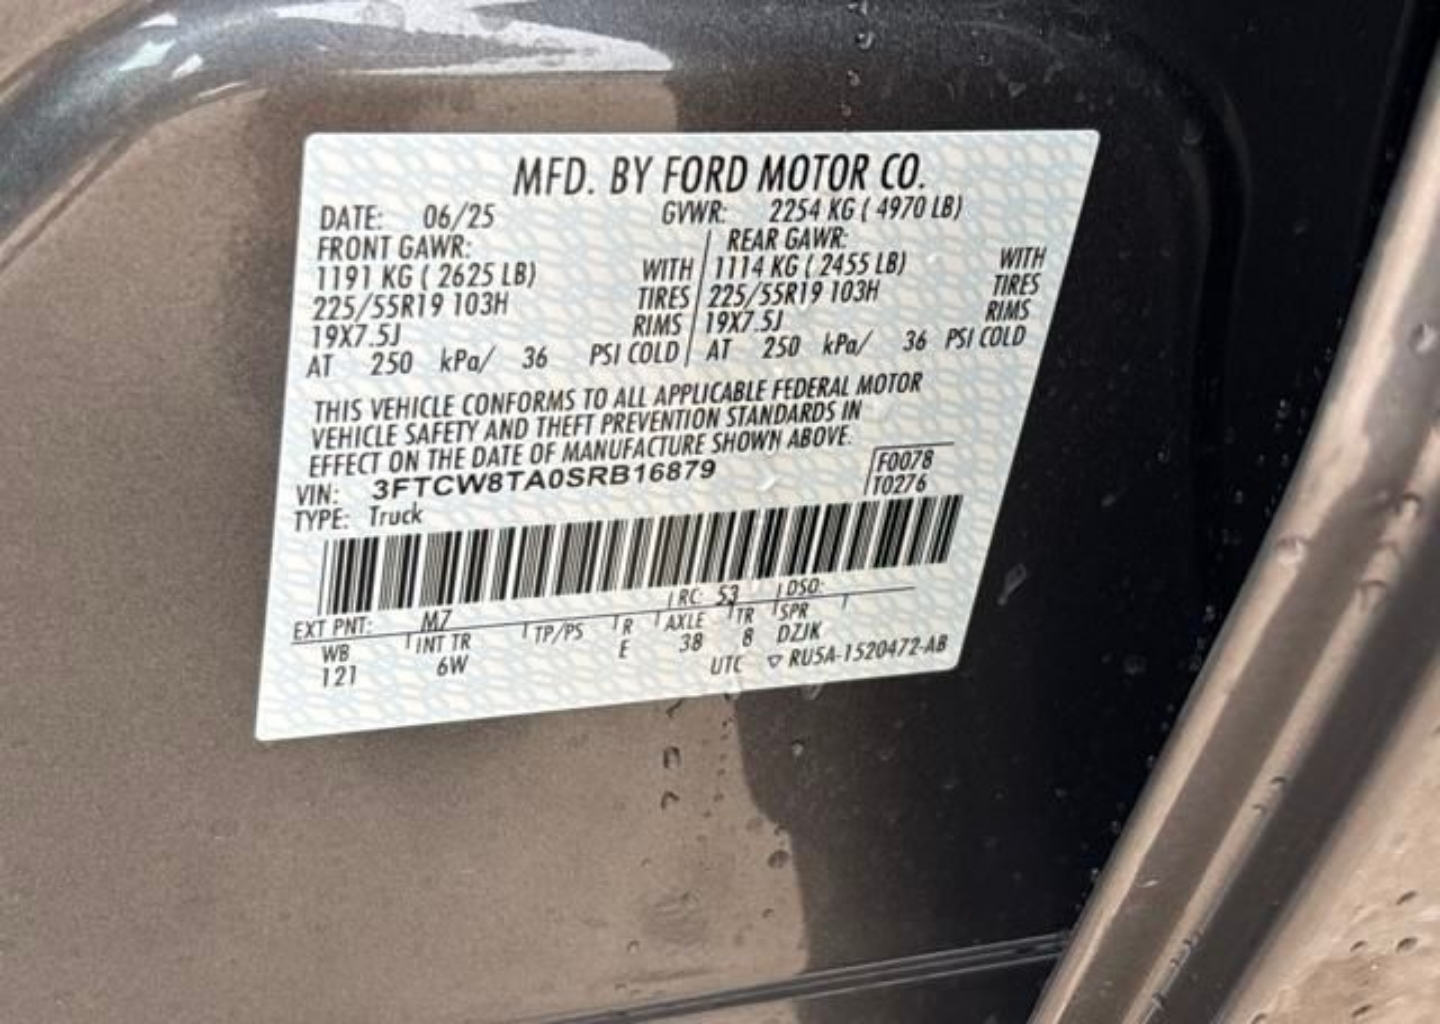 MFD. BY FORD MOTOR CO.
DATE: 06/25 GVWR: 2254 KG ( 4970 LB)
FRONT GAWR: REAR GAWR:
1191 KG ( 2625 LB) WITH 1114 KG ( 2455 LB) WITH
225/55R19 103H TIRES 225/55R19 103H TIRES
19X7.5J RIMS 19X7.5J RIMS
AT 250 kPa/ 36 PSI COLD AT 250 kPa/ 36 PSI COLD
THIS VEHICLE CONFORMS TO ALL APPLICABLE FEDERAL MOTOR
VEHICLE SAFETY AND THEFT PREVENTION STANDARDS IN
EFFECT ON THE DATE OF MANUFACTURE SHOWN ABOVE.
VIN: 3FTCW8TA0SRB16879 F0078
TYPE: Truck T0276
EXT PNT: M7 RC: 53 DSO:
WB INT TR TP/PS R AXLE TR SPR
121 6W E 38 8 DZJK
UTC ▽ RU5A-1520472-AB